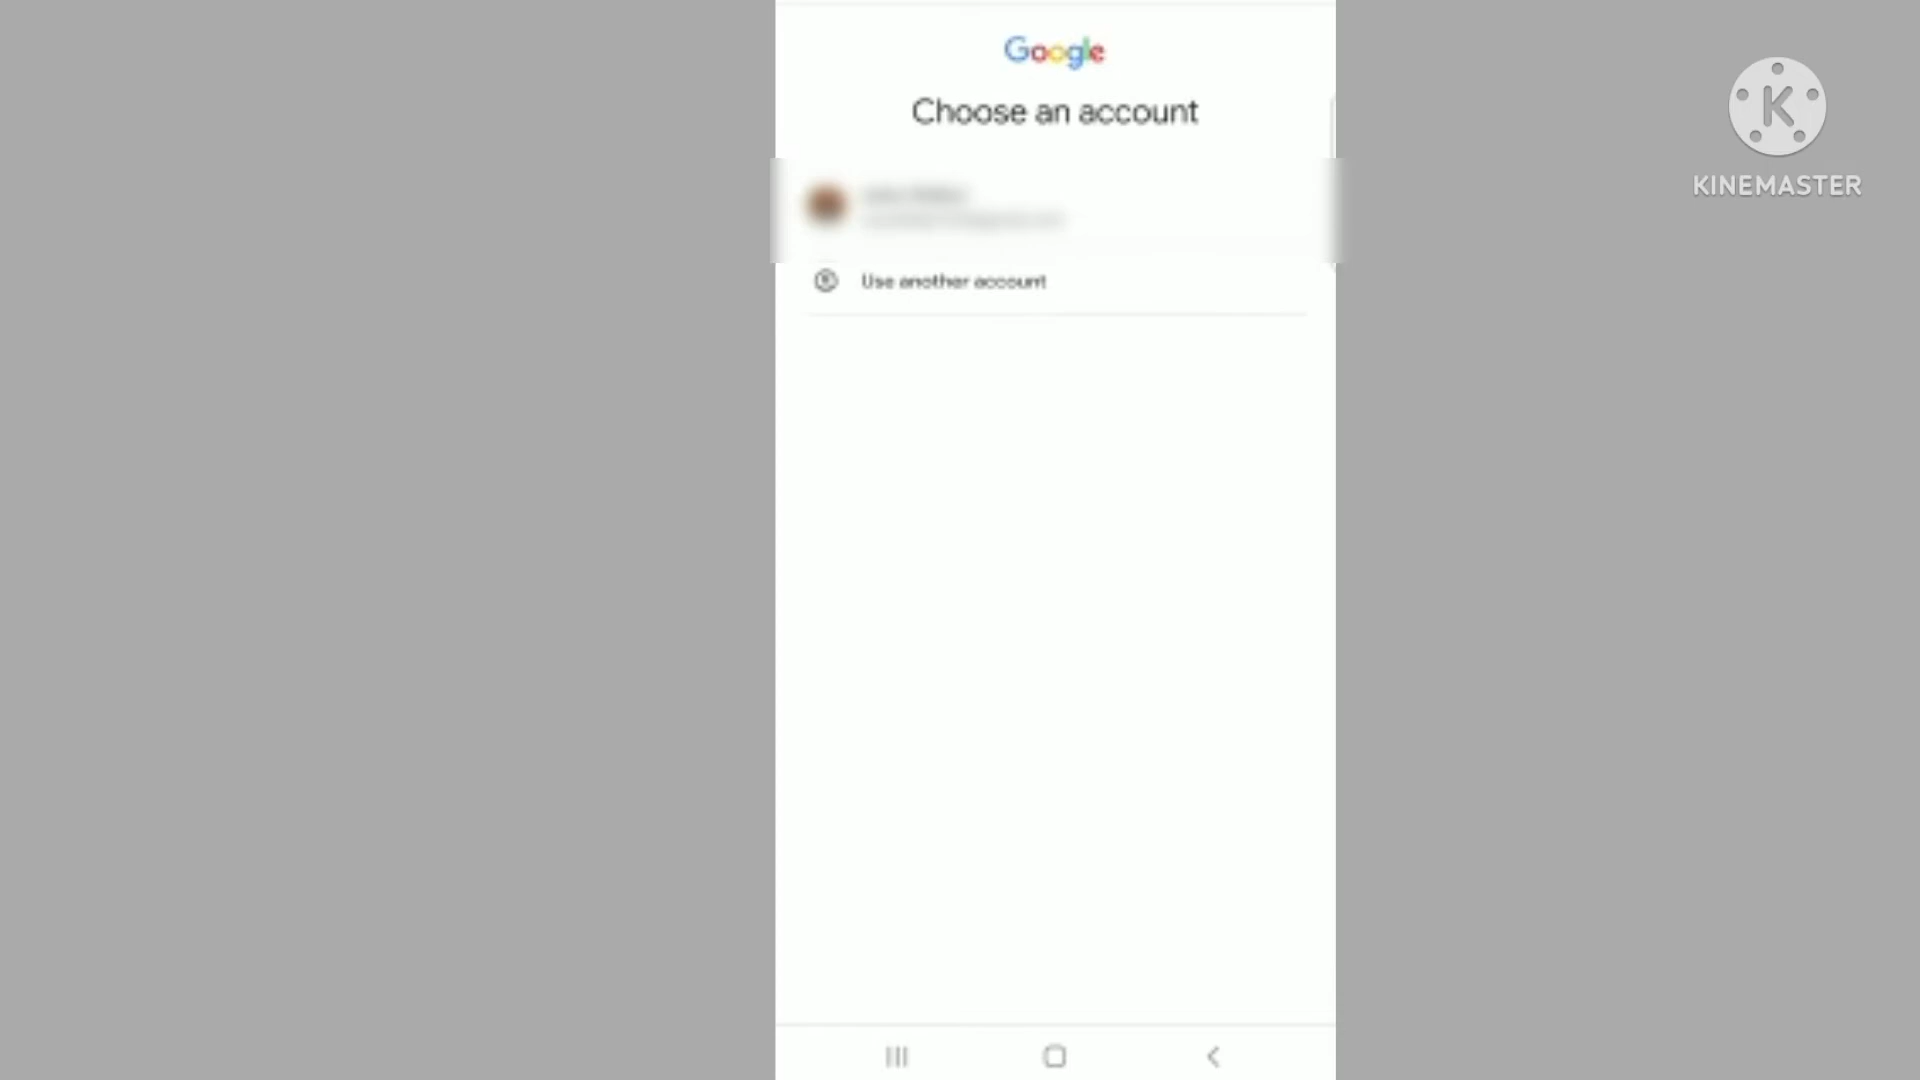 Google
Choose an account
Use another account
K
KINEMASTER